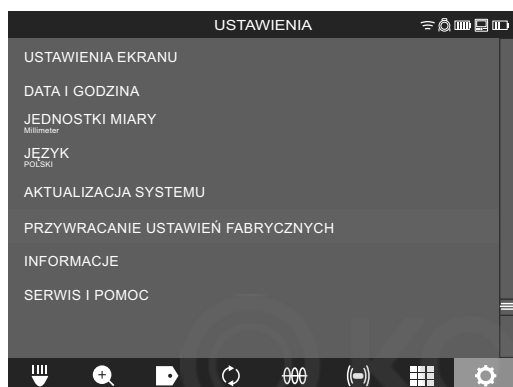 USTAWIENIA
USTAWIENIA EKRANU
DATA I GODZINA
JEDNOSTKI MIARY
Millimeter
JĘZYK
POLSKI
AKTUALIZACJA SYSTEMU
PRZYWRACANIE USTAWIEŃ FABRYCZNYCH
INFORMACJE
SERWIS I POMOC